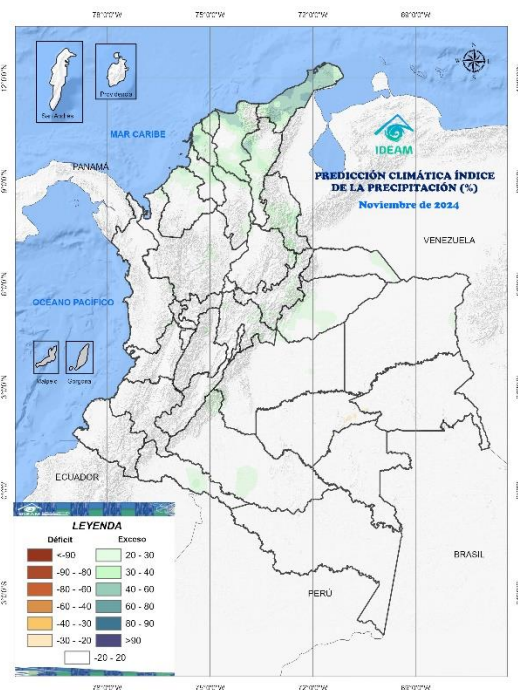 78°0'0"W 75°0'0"W 72°0'0"W 69°0'0"W
San Andrés
Providencia
MAR CARIBE
PANAMÁ
IDEAM
PREDICCIÓN CLIMÁTICA ÍNDICE
DE LA PRECIPITACIÓN (%)
Noviembre de 2024
VENEZUELA
OCÉANO PACÍFICO
Malpelo
Gorgona
ECUADOR
BRASIL
PERÚ
12°0'0"N
9°0'0"N
6°0'0"N
3°0'0"N
3°0'0"S
IDEAM
LEYENDA
Déficit Exceso
<-90 20 - 30
-90 - -80 30 - 40
-80 - -60 40 - 60
-60 - -40 60 - 80
-40 - -30 80 - 90
-30 - -20 >90
-20 - 20
78°0'0"W 75°0'0"W 72°0'0"W 69°0'0"W